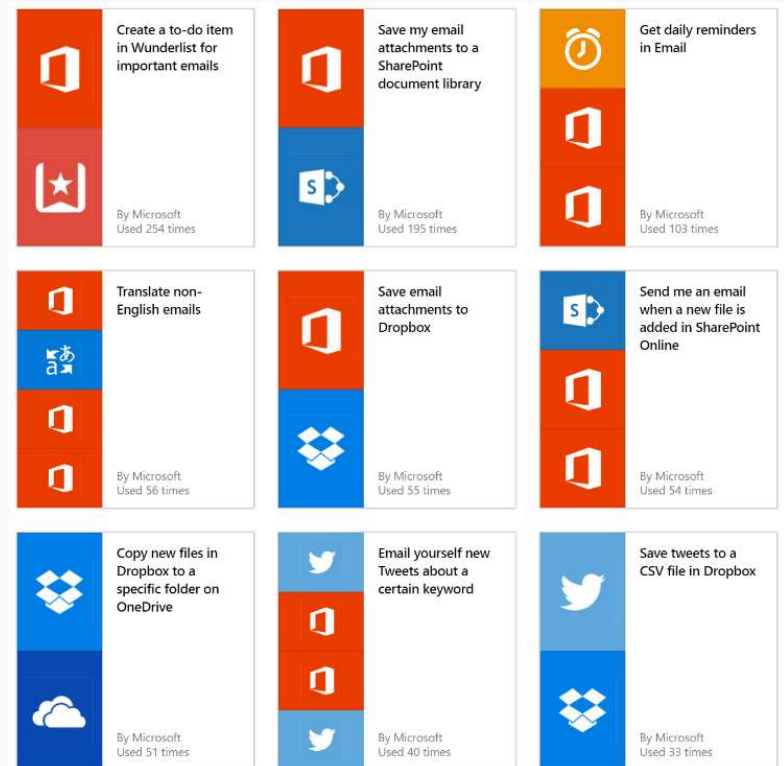 Create a to-do item
in Wunderlist for
important emails
By Microsoft
Used 254 times
Save my email
attachments to a
SharePoint
document library
S
By Microsoft
Used 195 times
Get daily reminders
in Email
By Microsoft
Used 103 times
Translate non-
English emails
あ
a
By Microsoft
Used 56 times
Save email
attachments to
Dropbox
By Microsoft
Used 55 times
S
Send me an email
when a new file is
added in SharePoint
Online
By Microsoft
Used 54 times
Copy new files in
Dropbox to a
specific folder on
OneDrive
By Microsoft
Used 51 times
Email yourself new
Tweets about a
certain keyword
By Microsoft
Used 40 times
Save tweets to a
CSV file in Dropbox
By Microsoft
Used 33 times